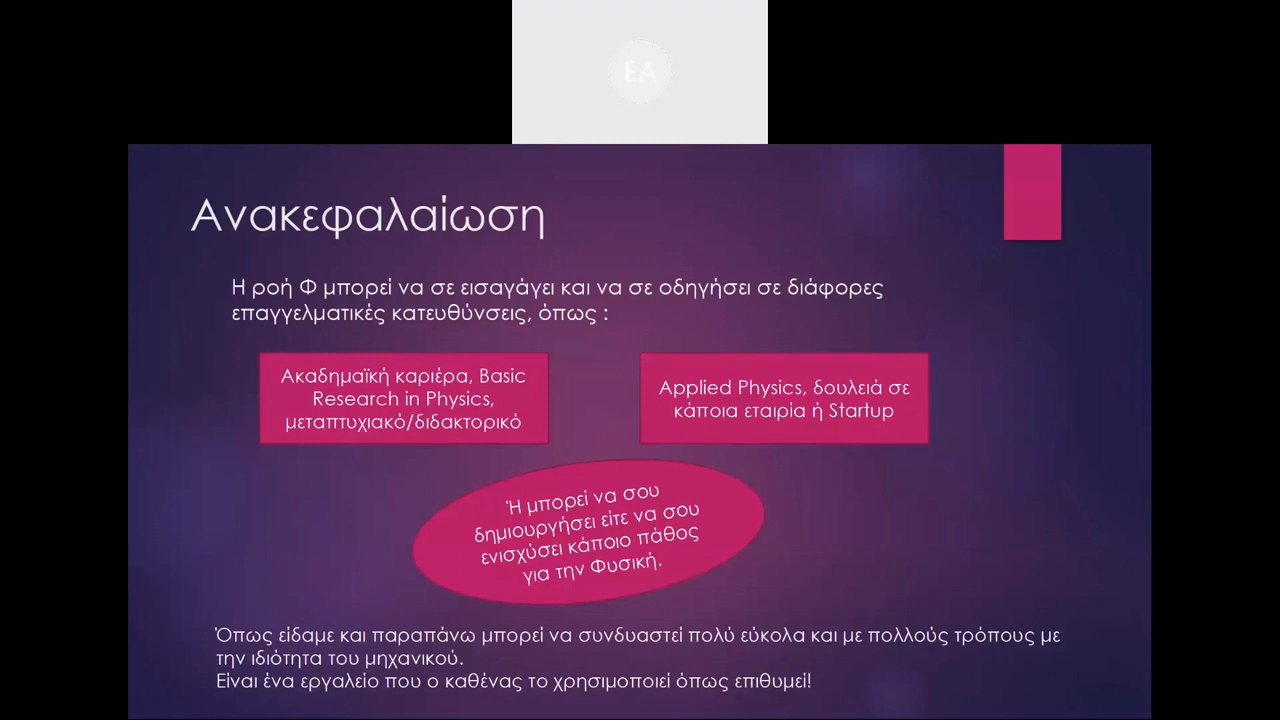 EA
Ανακεφαλαίωση
Η ροή Φ μπορεί να σε εισαγάγει και να σε οδηγήσει σε διάφορες
επαγγελματικές κατευθύνσεις, όπως :
Ακαδημαϊκή καριέρα, Basic
Research in Physics,
μεταπτυχιακό/διδακτορικό
Applied Physics, δουλειά σε
κάποια εταιρία ή Startup
Ή μπορεί να σου
δημιουργήσει είτε να σου
ενισχύσει κάποιο πάθος
για την Φυσική.
Όπως είδαμε και παραπάνω μπορεί να συνδυαστεί πολύ εύκολα και με πολλούς τρόπους με
την ιδιότητα του μηχανικού.
Είναι ένα εργαλείο που ο καθένας το χρησιμοποιεί όπως επιθυμεί!